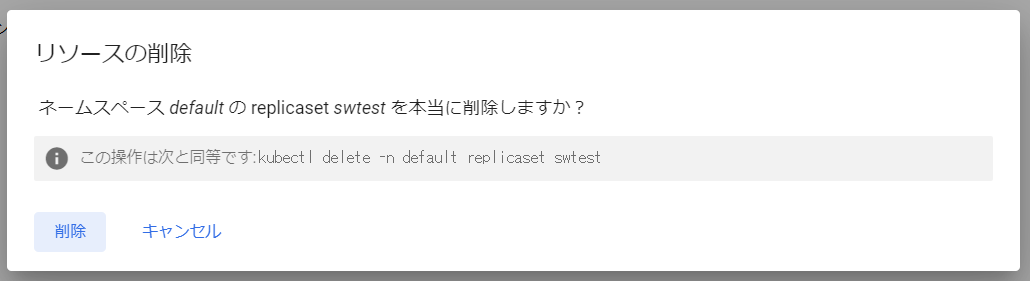 リソースの削除
ネームスペース default の replicaset swtest を本当に削除しますか？
この操作は次と同等です:kubectl delete -n default replicaset swtest
削除 キャンセル